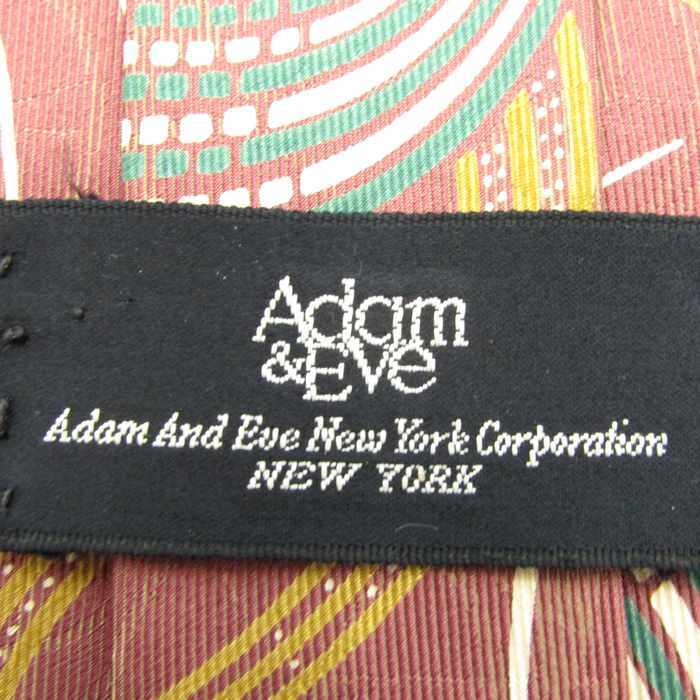 Adam
&Eve
Adam And Eve New York Corporation
NEW YORK